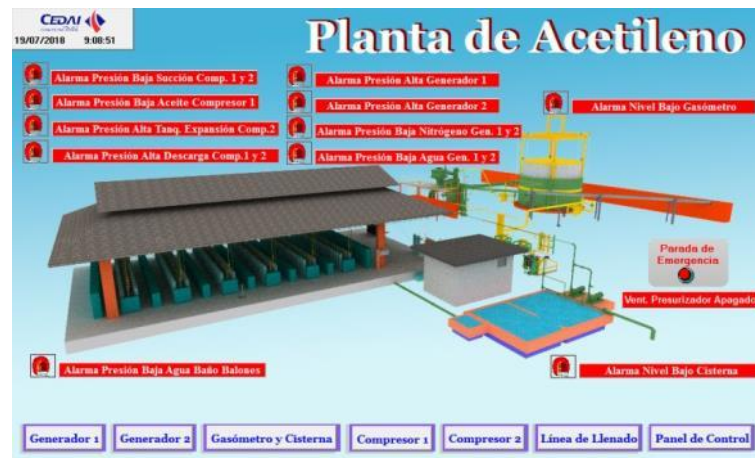 CEDAI
19/07/2018 9:08:51
Planta de Acetileno
Alarma Presión Baja Succión Comp. 1 y 2
Alarma Presión Baja Aceite Compresor 1
Alarma Presión Alta Tanq. Expansión Comp.2
Alarma Presión Alta Descarga Comp.1 y 2
Alarma Presión Alta Generador 1
Alarma Presión Alta Generador 2
Alarma Presión Baja Nitrógeno Gen. 1 y 2
Alarma Presión Baja Agua Gen. 1 y 2
Alarma Nivel Bajo Gasómetro
Parada de
Emergencia
Vent. Presurizador Apagado
Alarma Presión Baja Agua Baño Balones
Alarma Nivel Bajo Cisterna
Generador 1
Generador 2
Gasómetro y Cisterna
Compresor 1
Compresor 2
Línea de Llenado
Panel de Control